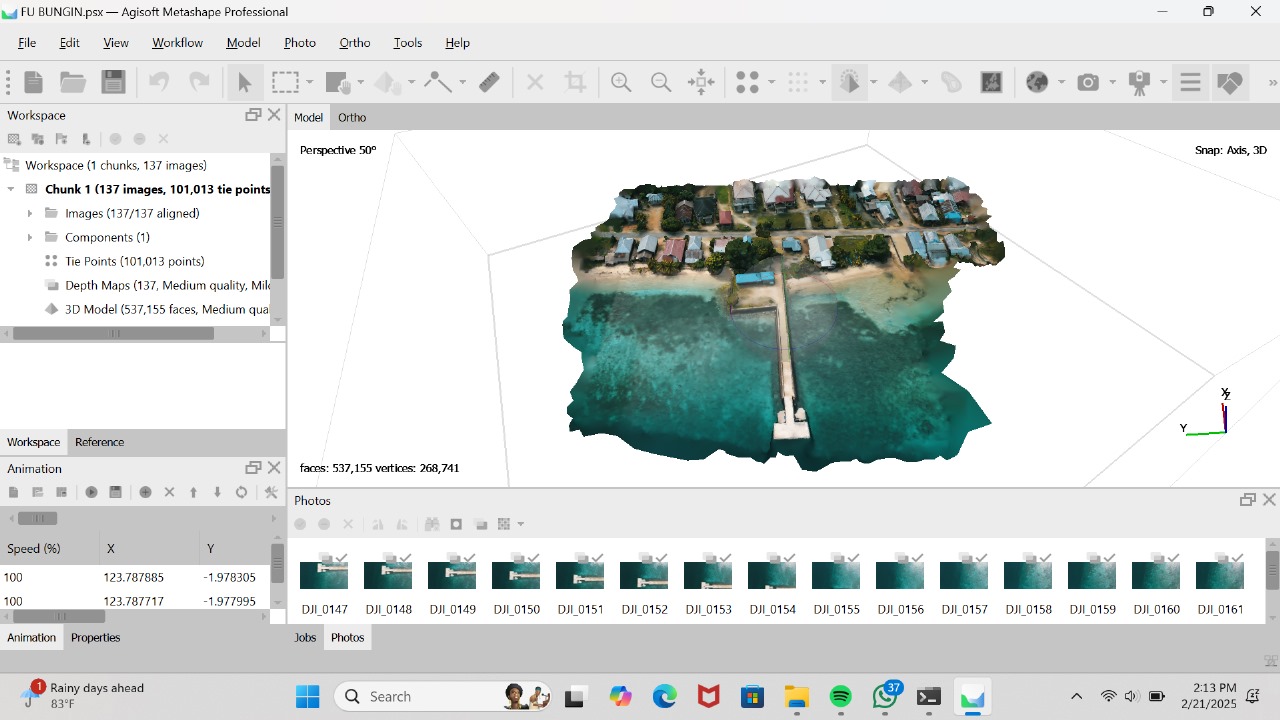 FU BUNGIN.psx — Agisoft Metashape Professional
File Edit View Workflow Model Photo Ortho Tools Help
Workspace
Workspace (1 chunks, 137 images)
Chunk 1 (137 images, 101,013 tie points
Images (137/137 aligned)
Components (1)
Tie Points (101,013 points)
Depth Maps (137, Medium quality, Mil
3D Model (537,155 faces, Medium qua
Workspace Reference
Animation
Speed (%) X Y
100 123.787885 -1.978305
100 123.787717 -1.977995
Animation Properties
Model Ortho
Perspective 50°
Snap: Axis, 3D
X
Z
Y
faces: 537,155 vertices: 268,741
Photos
DJI_0147 DJI_0148 DJI_0149 DJI_0150 DJI_0151 DJI_0152 DJI_0153 DJI_0154 DJI_0155 DJI_0156 DJI_0157 DJI_0158 DJI_0159 DJI_0160 DJI_0161
Jobs Photos
1
Rainy days ahead
83°F
Search
37
2:13 PM
2/21/2025